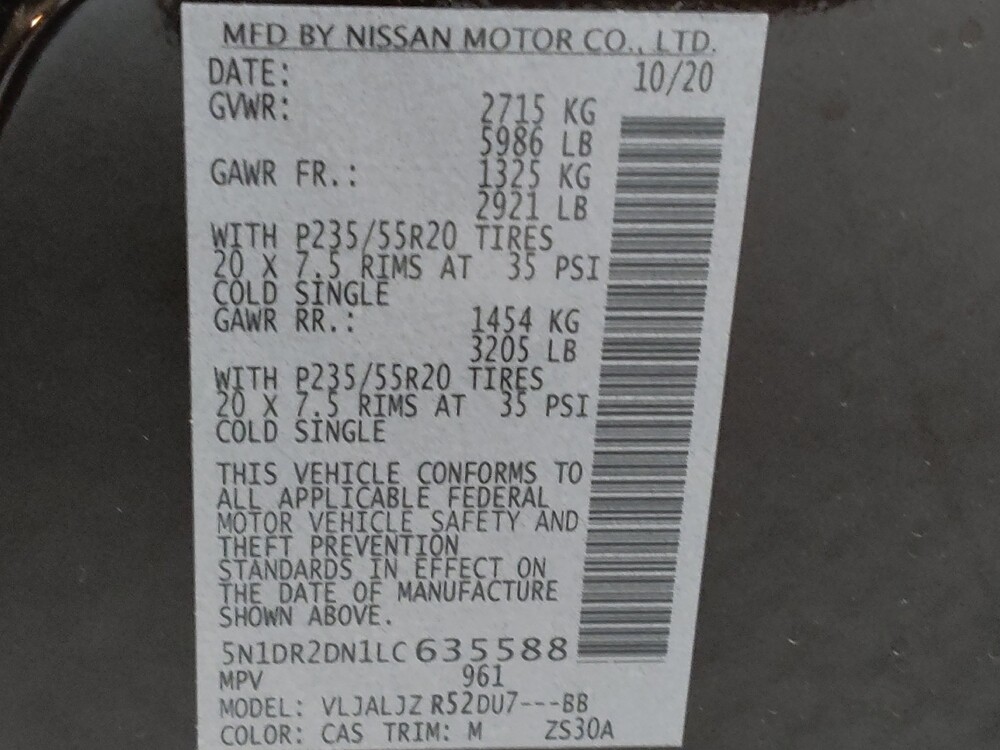 MFD BY NISSAN MOTOR CO., LTD.
DATE: 10/20
GVWR: 2715 KG
5986 LB
GAWR FR.: 1325 KG
2921 LB
WITH P235/55R20 TIRES
20 X 7.5 RIMS AT 35 PSI
COLD SINGLE
GAWR RR.: 1454 KG
3205 LB
WITH P235/55R20 TIRES
20 X 7.5 RIMS AT 35 PSI
COLD SINGLE
THIS VEHICLE CONFORMS TO
ALL APPLICABLE FEDERAL
MOTOR VEHICLE SAFETY AND
THEFT PREVENTION
STANDARDS IN EFFECT ON
THE DATE OF MANUFACTURE
SHOWN ABOVE.
5N1DR2DN1LC635588
MPV 961
MODEL: VLJALJZ R52DU7---BB
COLOR: CAS TRIM: M ZS30A